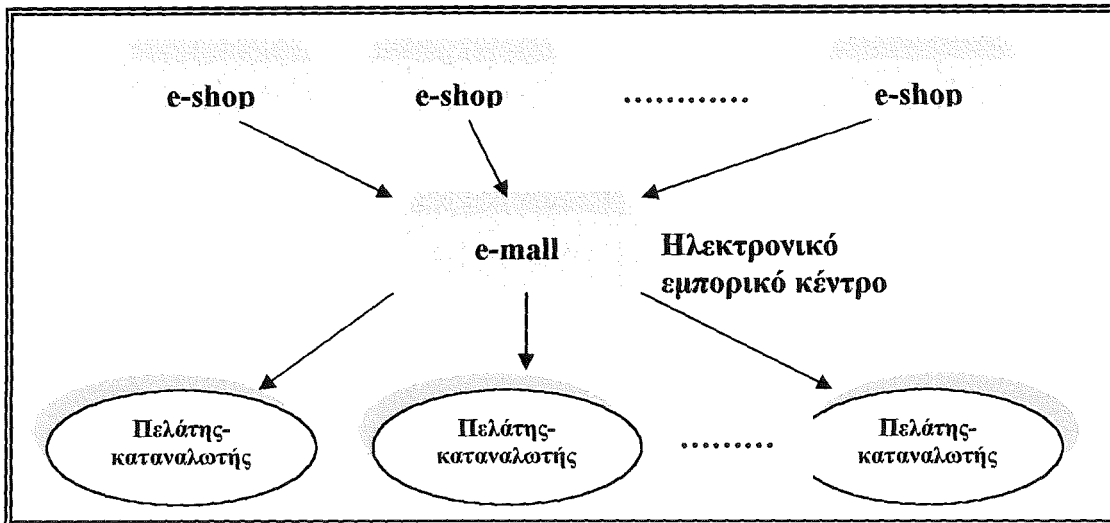 e-shop e-shop ............ e-shop
e-mall
Ηλεκτρονικό
εμπορικό κέντρο
Πελάτης-
καταναλωτής
Πελάτης-
καταναλωτής
.........
Πελάτης-
καταναλωτής